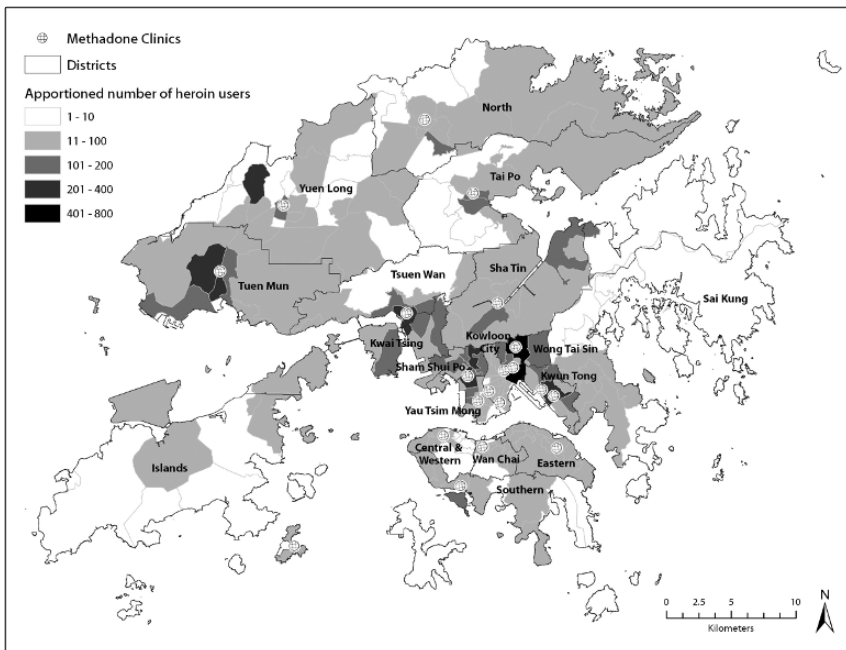 Methadone Clinics
Districts
Apportioned number of heroin users
1 - 10
11 - 100
101 - 200
201 - 400
401 - 800
North
Tai Po
Yuen Long
Tsuen Wan
Sha Tin
Tuen Mun
Sai Kung
Kwai Tsing
Kowloon
City
Wong Tai Sin
Sham Shui Po
Kwun Tong
Yau Tsim Mong
Central &
Western
Wan Chai
Eastern
Islands
Southern
N
0 2.5 5 10
Kilometers